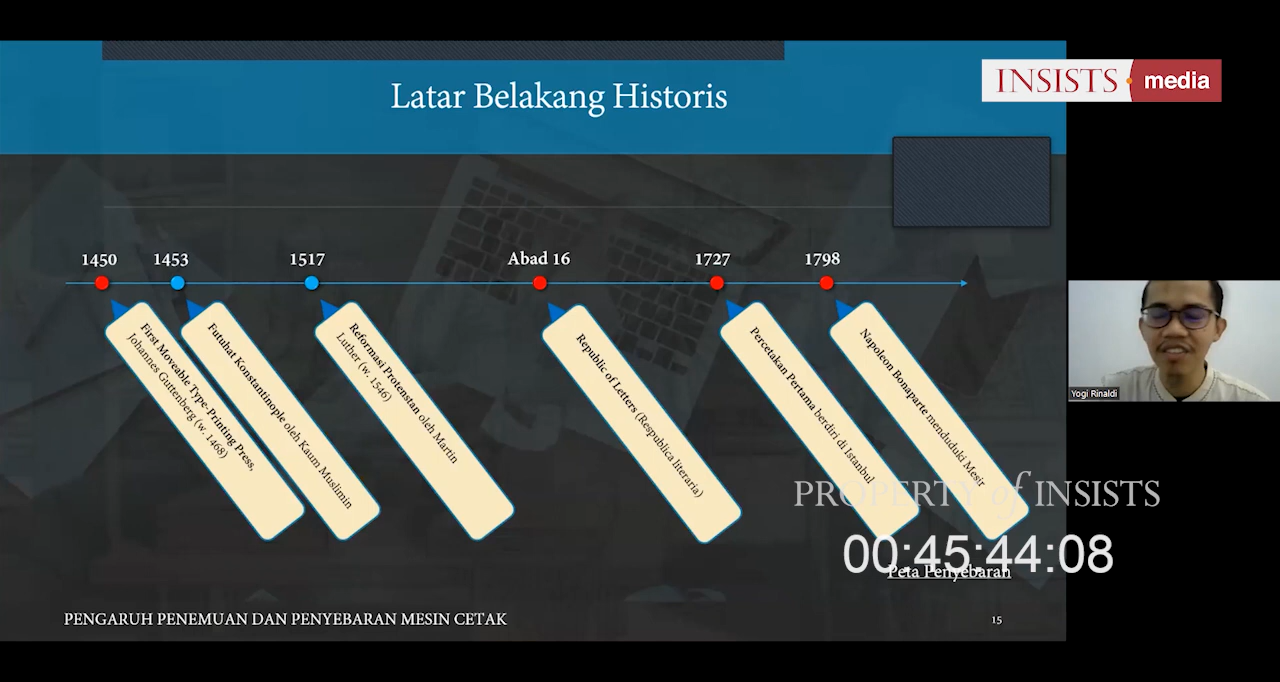 Latar Belakang Historis
INSISTS media
1450
1453
1517
Abad 16
1727
1798
First Moveable Type-Printing Press,
Johannes Guttenberg (w. 1468)
Futuhat Konstantinople oleh Kaum Muslimin
Reformasi Protenstan oleh Martin
Luther (w. 1546)
Republic of Letters (Respublica literaria)
Percetakan Pertama berdiri di Istanbul
Napoleon Bonaparte menduduki Mesir
Yogi Rinaldi
PROPERTY of INSISTS
00:45:44:08
Peta Penyebaran
PENGARUH PENEMUAN DAN PENYEBARAN MESIN CETAK
15